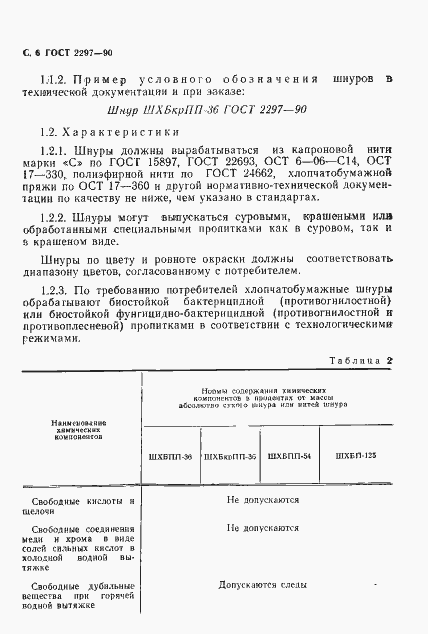 С. 6 ГОСТ 2297—90
1.1.2. Пример условного обозначения шнуров в
технической документации и при заказе:
Шнур ШХБкрПП-36 ГОСТ 2297—90
1.2. Характеристики
1.2.1. Шнуры должны вырабатываться из капроновой нити
марки «С» по ГОСТ 15897, ГОСТ 22693, ОСТ 6—06—С14, ОСТ
17—330, полиэфирной нити по ГОСТ 24662, хлопчатобумажной
пряжи по ОСТ 17—360 и другой нормативно-технической докумен-
тации по качеству не ниже, чем указано в стандартах.
1.2.2. Шнуры могут выпускаться суровыми, крашеными или
обработанными специальными пропитками как в суровом, так и
в крашеном виде.
Шнуры по цвету и ровноте окраски должны соответствовать
диапазону цветов, согласованному с потребителем.
1.2.3. По требованию потребителей хлопчатобумажные шнуры
обрабатывают биостойкой бактерицидной (противогнилостной)
или биостойкой фунгицидно-бактерицидной (противогнилостной и
противоплесневой) пропитками в соответствии с технологическими
режимами.
Таблица 2
Наименование
химических
компонентов
Нормы содержания химических
компонентов в процентах от массы
абсолютно сухого шнура или нитей шнура
ШХБПП-36 ШХБкрПП-36 ШХБПП-54 ШХБП-125
Свободные кислоты и
щелочи
Не допускаются
Свободные соединения
меди и хрома в виде
солей сильных кислот в
холодной водной вы-
тяжке
Не допускаются
Свободные дубильные
вещества при горячей
водной вытяжке
Допускаются следы